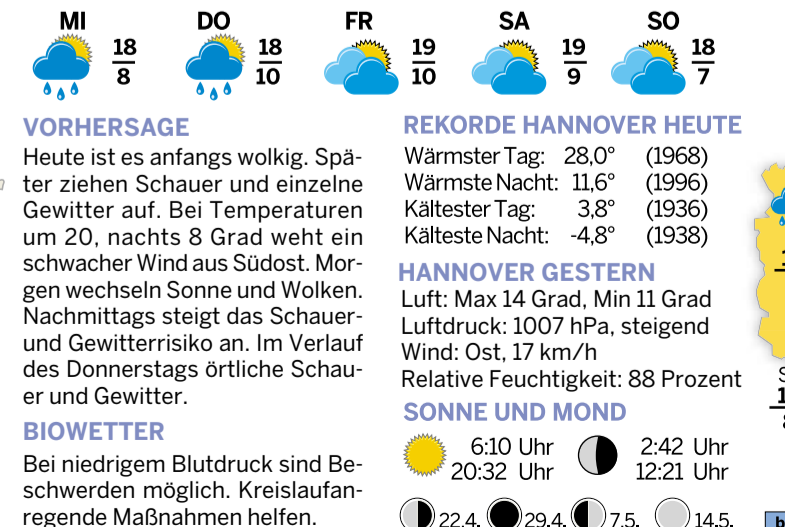 MI DO FR SA SO
18 18 19 19 18
8 10 10 9 7
VORHERSAGE
Heute ist es anfangs wolkig. Spä-
ter ziehen Schauer und einzelne
Gewitter auf. Bei Temperaturen
um 20, nachts 8 Grad weht ein
schwacher Wind aus Südost. Mor-
gen wechseln Sonne und Wolken.
Nachmittags steigt das Schauer-
und Gewitterrisiko an. Im Verlauf
des Donnerstags örtliche Schau-
er und Gewitter.
BIOWETTER
Bei niedrigem Blutdruck sind Be-
schwerden möglich. Kreislaufan-
regende Maßnahmen helfen.
REKORDE HANNOVER HEUTE
Wärmster Tag: 28,0° (1968)
Wärmste Nacht: 11,6° (1996)
Kältester Tag: 3,8° (1936)
Kälteste Nacht: -4,8° (1938)
HANNOVER GESTERN
Luft: Max 14 Grad, Min 11 Grad
Luftdruck: 1007 hPa, steigend
Wind: Ost, 17 km/h
Relative Feuchtigkeit: 88 Prozent
SONNE UND MOND
6:10 Uhr 2:42 Uhr
20:32 Uhr 12:21 Uhr
22.4. 29.4. 7.5. 14.5.